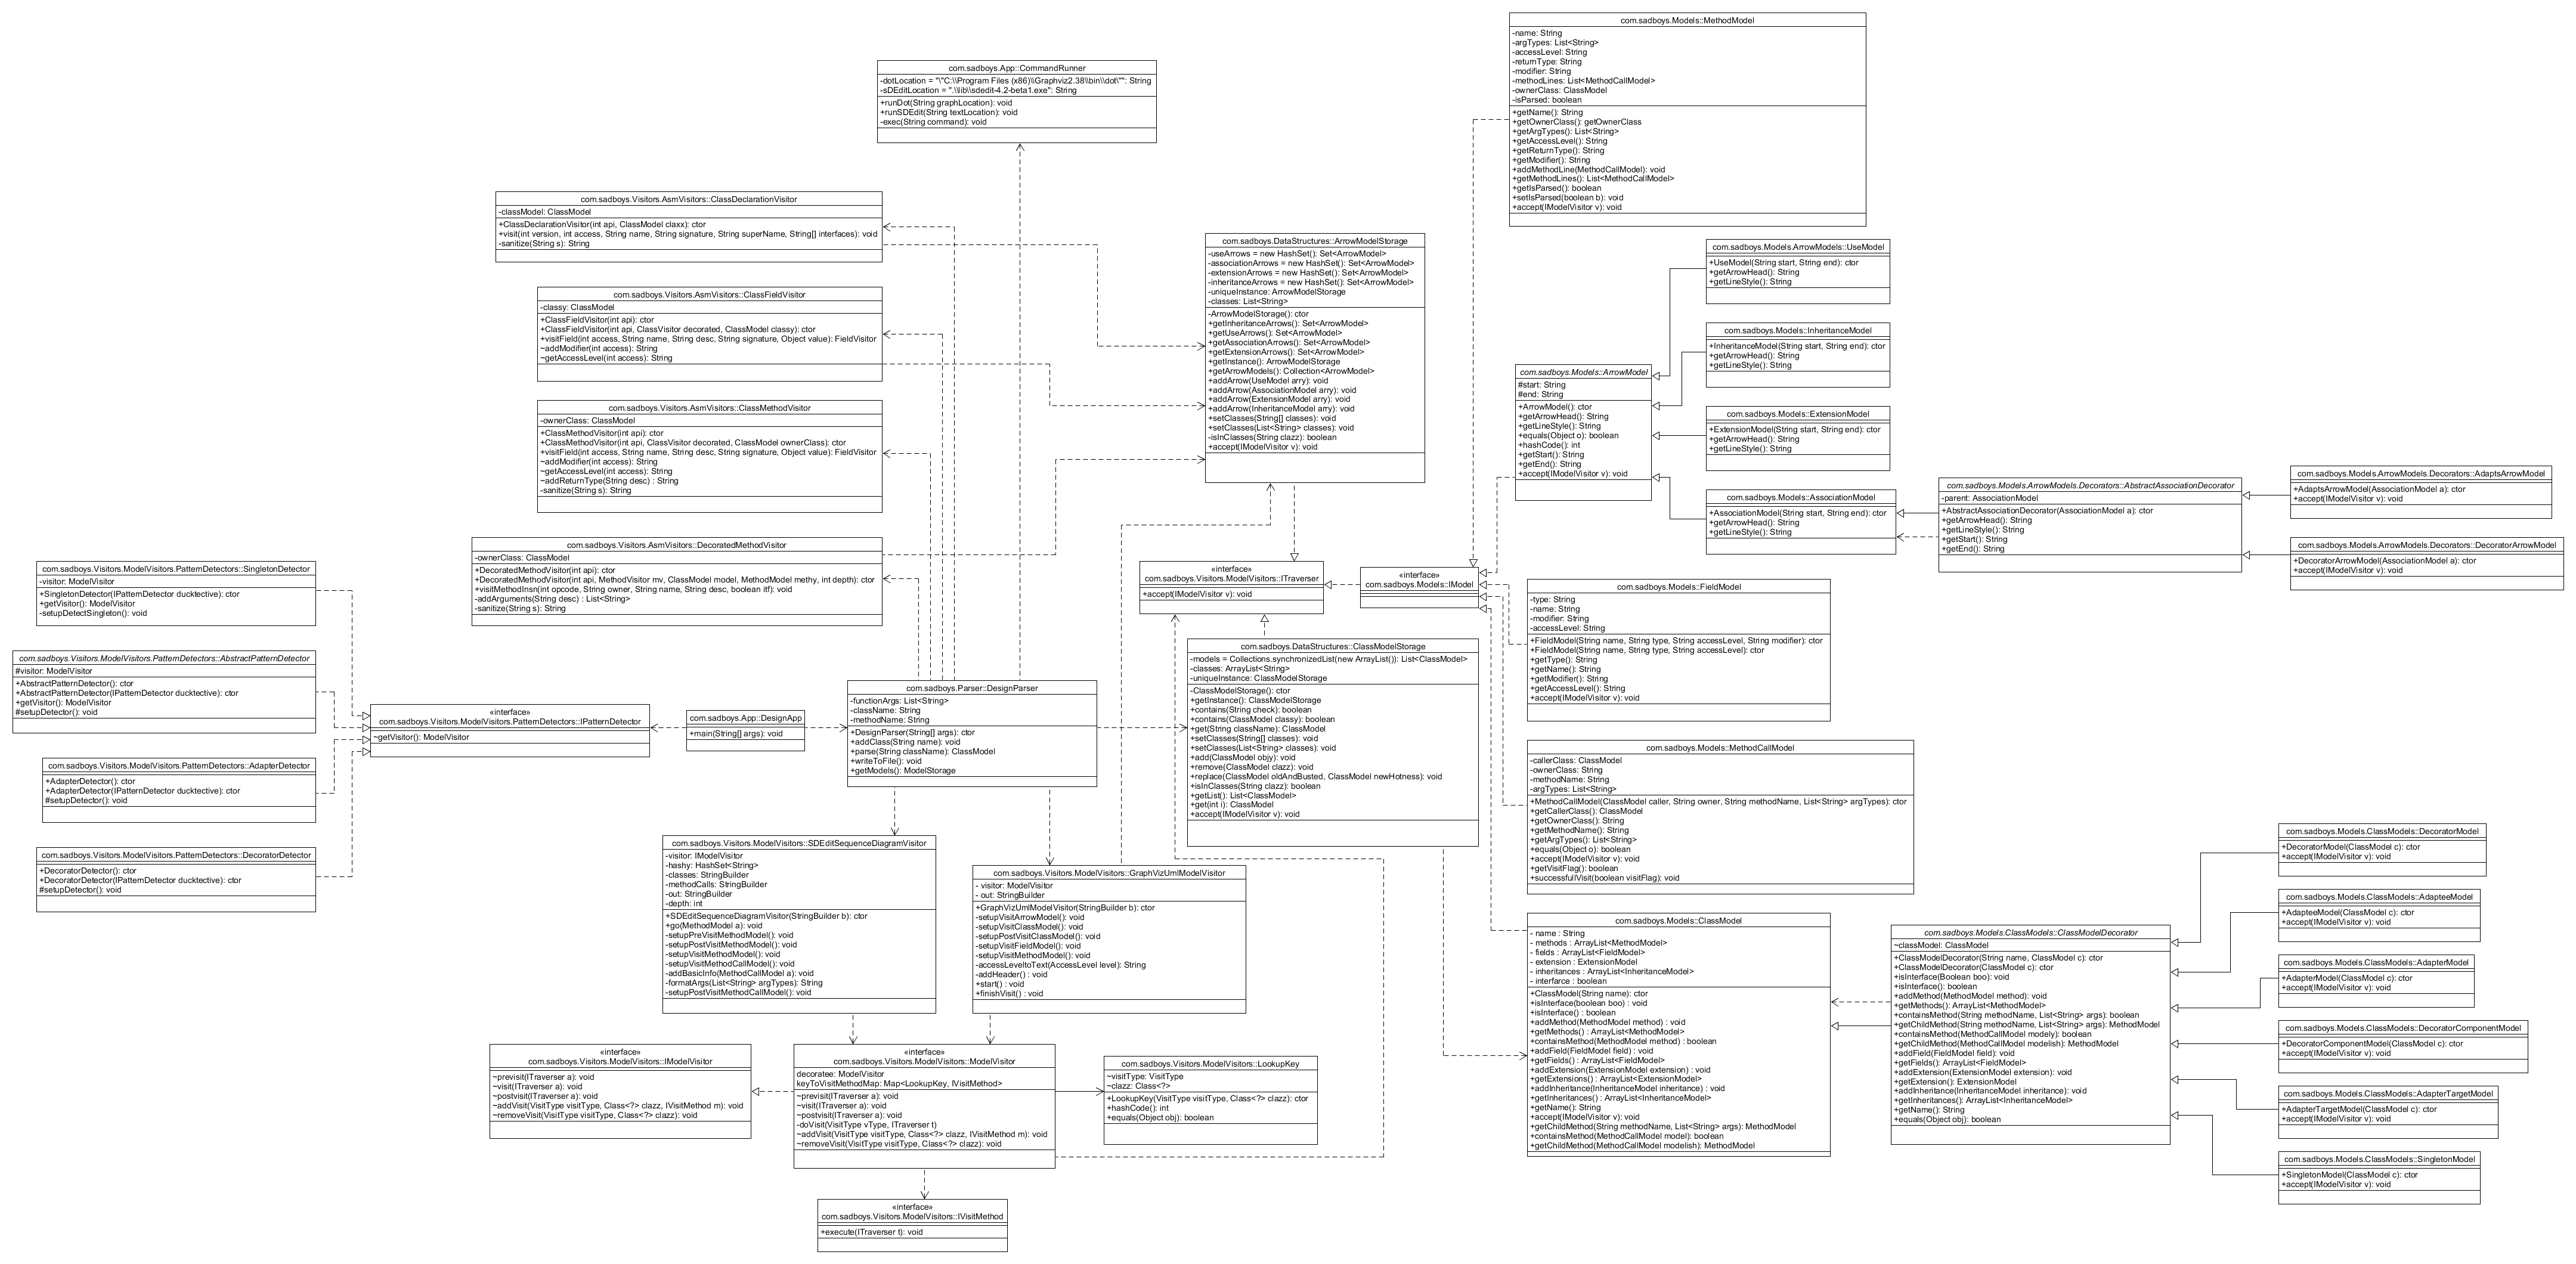 com.sadboys.Models::MethodModel
-name: String
-argTypes: List<String>
-accessLevel: String
-returnType: String
-modifier: String
-methodLines: List<MethodCallModel>
-ownerClass: ClassModel
-isParsed: boolean
+getName(): String
+getOwnerClass(): getOwnerClass
+getArgTypes(): List<String>
+getAccessLevel(): String
+getReturnType(): String
+getModifier(): String
+addMethodLine(MethodCallModel): void
+getMethodLines(): List<MethodCallModel>
+getIsParsed(): boolean
+setIsParsed(boolean b): void
+accept(IModelVisitor v): void
com.sadboys.App::CommandRunner
-dotLocation = "\"C:\\Program Files (x86)\\Graphviz2.38\\bin\\dot\"": String
-sDEditLocation = ".\\lib\\sdedit-4.2-beta1.exe": String
+runDot(String graphLocation): void
+runSDEdit(String textLocation): void
-exec(String command): void
com.sadboys.Visitors.AsmVisitors::ClassDeclarationVisitor
-classModel: ClassModel
+ClassDeclarationVisitor(int api, ClassModel claxx): ctor
+visit(int version, int access, String name, String signature, String superName, String[] interfaces): void
-sanitize(String s): String
com.sadboys.Visitors.AsmVisitors::ClassFieldVisitor
-classy: ClassModel
+ClassFieldVisitor(int api): ctor
+ClassFieldVisitor(int api, ClassVisitor decorated, ClassModel classy): ctor
+visitField(int access, String name, String desc, String signature, Object value): FieldVisitor
~addModifier(int access): String
~getAccessLevel(int access): String
com.sadboys.Visitors.AsmVisitors::ClassMethodVisitor
-ownerClass: ClassModel
+ClassMethodVisitor(int api): ctor
+ClassMethodVisitor(int api, ClassVisitor decorated, ClassModel ownerClass): ctor
+visitField(int access, String name, String desc, String signature, Object value): FieldVisitor
~addModifier(int access): String
~getAccessLevel(int access): String
~addReturnType(String desc) : String
-sanitize(String s): String
com.sadboys.Visitors.AsmVisitors::DecoratedMethodVisitor
-ownerClass: ClassModel
+DecoratedMethodVisitor(int api): ctor
+DecoratedMethodVisitor(int api, MethodVisitor mv, ClassModel model, MethodModel methy, int depth): ctor
+visitMethodInsn(int opcode, String owner, String name, String desc, boolean itf): void
-addArguments(String desc) : List<String>
-sanitize(String s): String
com.sadboys.DataStructures::ArrowModelStorage
-useArrows = new HashSet(): Set<ArrowModel>
-associationArrows = new HashSet(): Set<ArrowModel>
-extensionArrows = new HashSet(): Set<ArrowModel>
-inheritanceArrows = new HashSet(): Set<ArrowModel>
-uniqueInstance: ArrowModelStorage
-classes: List<String>
-ArrowModelStorage(): ctor
+getInheritanceArrows(): Set<ArrowModel>
+getUseArrows(): Set<ArrowModel>
+getAssociationArrows(): Set<ArrowModel>
+getExtensionArrows(): Set<ArrowModel>
+getInstance(): ArrowModelStorage
+getArrowModels(): Collection<ArrowModel>
+addArrow(UseModel arry): void
+addArrow(AssociationModel arry): void
+addArrow(ExtensionModel arry): void
+addArrow(InheritanceModel arry): void
+setClasses(String[] classes): void
+setClasses(List<String> classes): void
-isInClasses(String clazz): boolean
+accept(IModelVisitor v): void
com.sadboys.Models.ArrowModels::UseModel
+UseModel(String start, String end): ctor
+getArrowHead(): String
+getLineStyle(): String
com.sadboys.Models::InheritanceModel
+InheritanceModel(String start, String end): ctor
+getArrowHead(): String
+getLineStyle(): String
com.sadboys.Models::ArrowModel
#start: String
#end: String
+ArrowModel(): ctor
+getArrowHead(): String
+getLineStyle(): String
+equals(Object o): boolean
+hashCode(): int
+getStart(): String
+getEnd(): String
+accept(IModelVisitor v): void
com.sadboys.Models::ExtensionModel
+ExtensionModel(String start, String end): ctor
+getArrowHead(): String
+getLineStyle(): String
com.sadboys.Models::AssociationModel
+AssociationModel(String start, String end): ctor
+getArrowHead(): String
+getLineStyle(): String
com.sadboys.Models.ArrowModels.Decorators::AbstractAssociationDecorator
-parent: AssociationModel
+AbstractAssociationDecorator(AssociationModel a): ctor
+getArrowHead(): String
+getLineStyle(): String
+getStart(): String
+getEnd(): String
com.sadboys.Models.ArrowModels.Decorators::AdaptsArrowModel
+AdaptsArrowModel(AssociationModel a): ctor
+accept(IModelVisitor v): void
com.sadboys.Models.ArrowModels.Decorators::DecoratorArrowModel
+DecoratorArrowModel(AssociationModel a): ctor
+accept(IModelVisitor v): void
com.sadboys.Visitors.ModelVisitors.PatternDetectors::SingletonDetector
-visitor: ModelVisitor
+SingletonDetector(IPatternDetector ducktective): ctor
+getVisitor(): ModelVisitor
-setupDetectSingleton(): void
com.sadboys.Visitors.ModelVisitors.PatternDetectors::AbstractPatternDetector
#visitor: ModelVisitor
+AbstractPatternDetector(): ctor
+AbstractPatternDetector(IPatternDetector ducktective): ctor
+getVisitor(): ModelVisitor
#setupDetector(): void
com.sadboys.Visitors.ModelVisitors.PatternDetectors::AdapterDetector
+AdapterDetector(): ctor
+AdapterDetector(IPatternDetector ducktective): ctor
#setupDetector(): void
com.sadboys.Visitors.ModelVisitors.PatternDetectors::DecoratorDetector
+DecoratorDetector(): ctor
+DecoratorDetector(IPatternDetector ducktective): ctor
#setupDetector(): void
«interface»
com.sadboys.Visitors.ModelVisitors.PatternDetectors::IPatternDetector
~getVisitor(): ModelVisitor
com.sadboys.App::DesignApp
+main(String[] args): void
com.sadboys.Parser::DesignParser
-functionArgs: List<String>
-className: String
-methodName: String
+DesignParser(String[] args): ctor
+addClass(String name): void
+parse(String className): ClassModel
+writeToFile(): void
+getModels(): ModelStorage
«interface»
com.sadboys.Visitors.ModelVisitors::ITraverser
+accept(IModelVisitor v): void
«interface»
com.sadboys.Models::IModel
com.sadboys.DataStructures::ClassModelStorage
-models = Collections.synchronizedList(new ArrayList()): List<ClassModel>
-classes: ArrayList<String>
-uniqueInstance: ClassModelStorage
-ClassModelStorage(): ctor
+getInstance(): ClassModelStorage
+contains(String check): boolean
+contains(ClassModel classy): boolean
+get(String className): ClassModel
+setClasses(String[] classes): void
+setClasses(List<String> classes): void
+add(ClassModel objy): void
+remove(ClassModel clazz): void
+replace(ClassModel oldAndBusted, ClassModel newHotness): void
+isInClasses(String clazz): boolean
+getList(): List<ClassModel>
+get(int i): ClassModel
+accept(IModelVisitor v): void
com.sadboys.Models::FieldModel
-type: String
-name: String
-modifier: String
-accessLevel: String
+FieldModel(String name, String type, String accessLevel, String modifier): ctor
+FieldModel(String name, String type, String accessLevel): ctor
+getType(): String
+getName(): String
+getModifier(): String
+getAccessLevel(): String
+accept(IModelVisitor v): void
com.sadboys.Models::MethodCallModel
-callerClass: ClassModel
-ownerClass: String
-methodName: String
-argTypes: List<String>
+MethodCallModel(ClassModel caller, String owner, String methodName, List<String> argTypes): ctor
+getCallerClass(): ClassModel
+getOwnerClass(): String
+getMethodName(): String
+getArgTypes(): List<String>
+equals(Object o): boolean
+accept(IModelVisitor v): void
+getVisitFlag(): boolean
+successfullVisit(boolean visitFlag): void
com.sadboys.Visitors.ModelVisitors::SDEditSequenceDiagramVisitor
-visitor: IModelVisitor
-hashy: HashSet<String>
-classes: StringBuilder
-methodCalls: StringBuilder
-out: StringBuilder
-depth: int
+SDEditSequenceDiagramVisitor(StringBuilder b): ctor
+go(MethodModel a): void
-setupPreVisitMethodModel(): void
-setupPostVisitMethodModel(): void
-setupVisitMethodModel(): void
-setupVisitMethodCallModel(): void
-addBasicInfo(MethodCallModel a): void
-formatArgs(List<String> argTypes): String
-setupPostVisitMethodCallModel(): void
com.sadboys.Visitors.ModelVisitors::GraphVizUmlModelVisitor
- visitor: ModelVisitor
- out: StringBuilder
+GraphVizUmlModelVisitor(StringBuilder b): ctor
-setupVisitArrowModel(): void
-setupVisitClassModel(): void
-setupPostVisitClassModel(): void
-setupVisitFieldModel(): void
-setupVisitMethodModel(): void
-accessLeveltoText(AccessLevel level): String
-addHeader() : void
+start() : void
+finishVisit() : void
com.sadboys.Models::ClassModel
- name : String
- methods : ArrayList<MethodModel>
- fields : ArrayList<FieldModel>
- extension : ExtensionModel
- inheritances : ArrayList<InheritanceModel>
- interfarce : boolean
+ClassModel(String name): ctor
+isInterface(boolean boo) : void
+isInterface() : boolean
+addMethod(MethodModel method) : void
+getMethods() : ArrayList<MethodModel>
+containsMethod(MethodModel method) : boolean
+addField(FieldModel field) : void
+getFields() : ArrayList<FieldModel>
+addExtension(ExtensionModel extension) : void
+getExtensions() : ArrayList<ExtensionModel>
+addInheritance(InheritanceModel inheritance) : void
+getInheritances() : ArrayList<InheritanceModel>
+getName(): String
+accept(IModelVisitor v): void
+getChildMethod(String methodName, List<String> args): MethodModel
+containsMethod(MethodCallModel model): boolean
+getChildMethod(MethodCallModel modelish): MethodModel
com.sadboys.Models.ClassModels::ClassModelDecorator
~classModel: ClassModel
+ClassModelDecorator(String name, ClassModel c): ctor
+ClassModelDecorator(ClassModel c): ctor
+isInterface(Boolean boo): void
+isInterface(): boolean
+addMethod(MethodModel method): void
+getMethods(): ArrayList<MethodModel>
+containsMethod(String methodName, List<String> args): boolean
+getChildMethod(String methodName, List<String> args): MethodModel
+containsMethod(MethodCallModel modely): boolean
+getChildMethod(MethodCallModel modelish): MethodModel
+addField(FieldModel field): void
+getFields(): ArrayList<FieldModel>
+addExtension(ExtensionModel extension): void
+getExtension(): ExtensionModel
+addInheritance(InheritanceModel inheritance): void
+getInheritances(): ArrayList<InheritanceModel>
+getName(): String
+equals(Object obj): boolean
com.sadboys.Models.ClassModels::DecoratorModel
+DecoratorModel(ClassModel c): ctor
+accept(IModelVisitor v): void
com.sadboys.Models.ClassModels::AdapteeModel
+AdapteeModel(ClassModel c): ctor
+accept(IModelVisitor v): void
com.sadboys.Models.ClassModels::AdapterModel
+AdapterModel(ClassModel c): ctor
+accept(IModelVisitor v): void
com.sadboys.Models.ClassModels::DecoratorComponentModel
+DecoratorComponentModel(ClassModel c): ctor
+accept(IModelVisitor v): void
com.sadboys.Models.ClassModels::AdapterTargetModel
+AdapterTargetModel(ClassModel c): ctor
+accept(IModelVisitor v): void
com.sadboys.Models.ClassModels::SingletonModel
+SingletonModel(ClassModel c): ctor
+accept(IModelVisitor v): void
«interface»
com.sadboys.Visitors.ModelVisitors::IModelVisitor
~previsit(ITraverser a): void
~visit(ITraverser a): void
~postvisit(ITraverser a): void
~addVisit(VisitType visitType, Class<?> clazz, IVisitMethod m): void
~removeVisit(VisitType visitType, Class<?> clazz): void
«interface»
com.sadboys.Visitors.ModelVisitors::ModelVisitor
decoratee: ModelVisitor
keyToVisitMethodMap: Map<LookupKey, IVisitMethod>
~previsit(ITraverser a): void
~visit(ITraverser a): void
~postvisit(ITraverser a): void
-doVisit(VisitType vType, ITraverser t)
~addVisit(VisitType visitType, Class<?> clazz, IVisitMethod m): void
~removeVisit(VisitType visitType, Class<?> clazz): void
com.sadboys.Visitors.ModelVisitors::LookupKey
~visitType: VisitType
~clazz: Class<?>
+LookupKey(VisitType visitType, Class<?> clazz): ctor
+hashCode(): int
+equals(Object obj): boolean
«interface»
com.sadboys.Visitors.ModelVisitors::IVisitMethod
+execute(ITraverser t): void